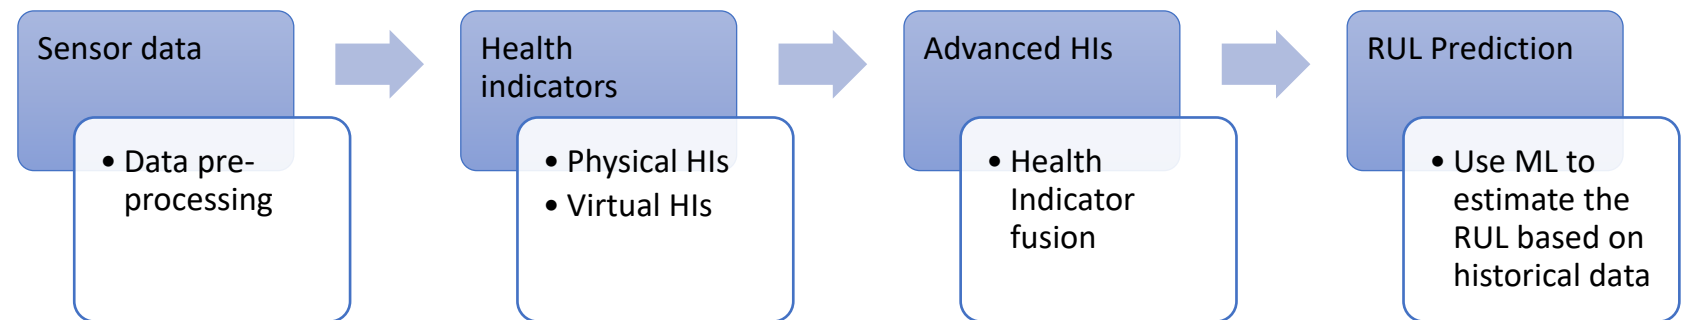 Sensor data
• Data pre-
processing
Health
indicators
• Physical HIs
• Virtual HIs
Advanced HIs
• Health
Indicator
fusion
RUL Prediction
• Use ML to
estimate the
RUL based on
historical data